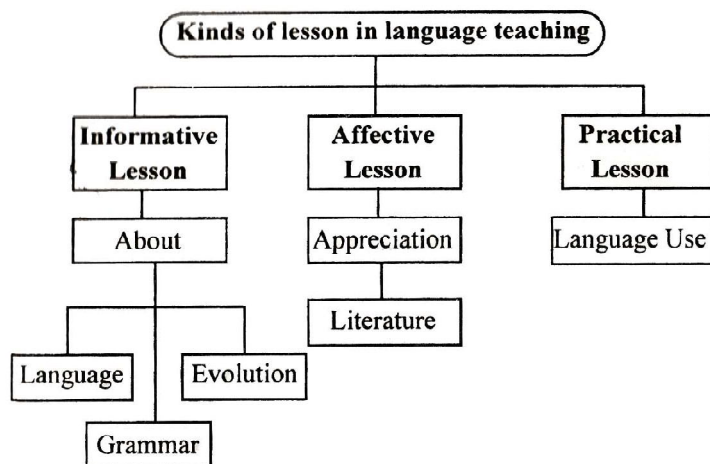 Kinds of lesson in language teaching
Informative
Lesson
Affective
Lesson
Practical
Lesson
About
Appreciation
Language Use
Literature
Language
Evolution
Grammar